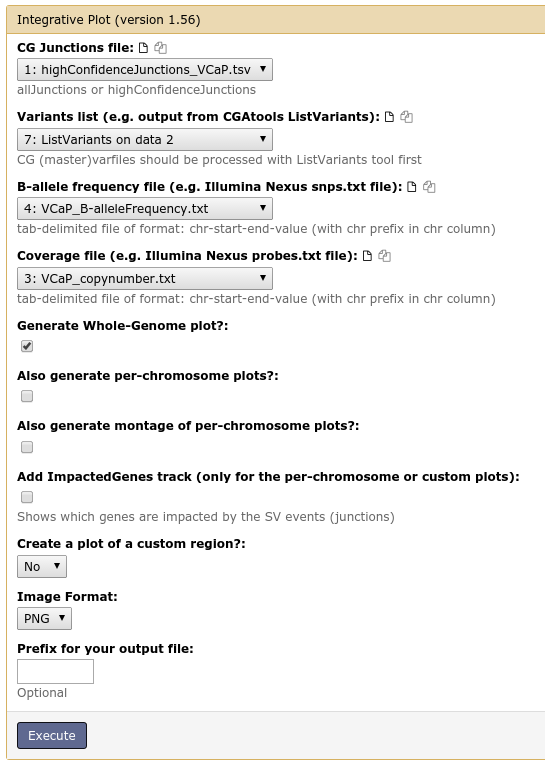 Integrative Plot (version 1.56)
CG Junctions file:
1: highConfidenceJunctions_VCaP.tsv
allJunctions or highConfidenceJunctions
Variants list (e.g. output from CGAtools ListVariants):
7: ListVariants on data 2
CG (master)varfiles should be processed with ListVariants tool first
B-allele frequency file (e.g. Illumina Nexus snps.txt file):
4: VCaP_B-alleleFrequency.txt
tab-delimited file of format: chr-start-end-value (with chr prefix in chr column)
Coverage file (e.g. Illumina Nexus probes.txt file):
3: VCaP_copynumber.txt
tab-delimited file of format: chr-start-end-value (with chr prefix in chr column)
Generate Whole-Genome plot?:
Also generate per-chromosome plots?:
Also generate montage of per-chromosome plots?:
Add ImpactedGenes track (only for the per-chromosome or custom plots):
Shows which genes are impacted by the SV events (junctions)
Create a plot of a custom region?:
No
Image Format:
PNG
Prefix for your output file:
Optional
Execute